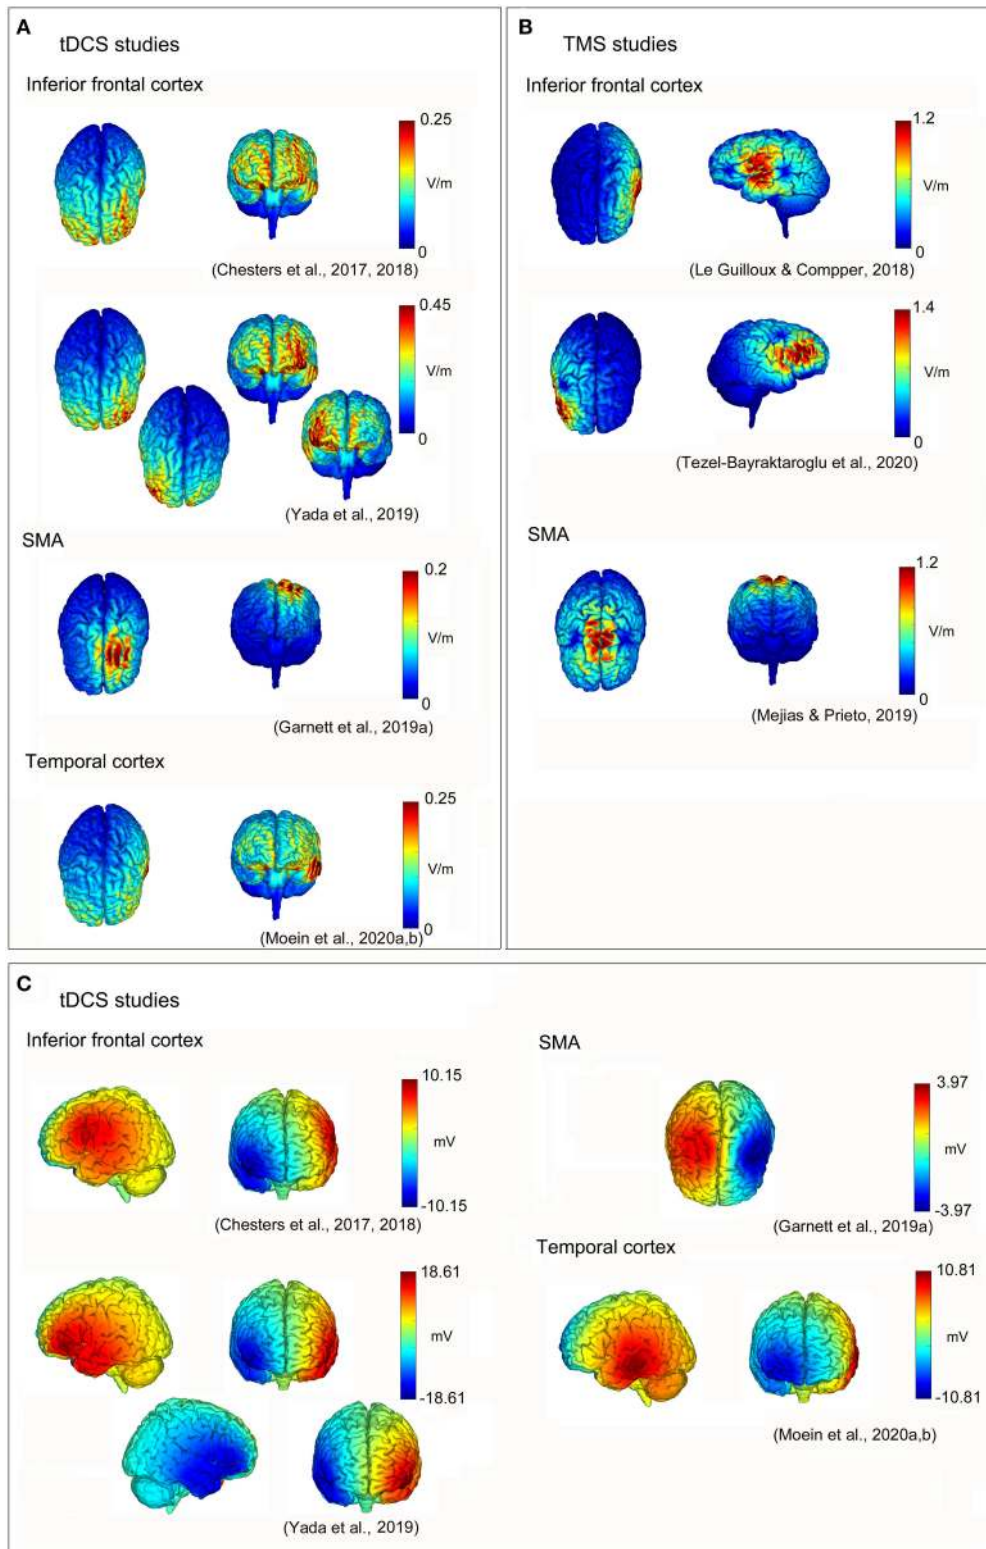 A
tDCS studies
Inferior frontal cortex
0.25
V/m
0
(Chesters et al., 2017, 2018)
0.45
V/m
0
(Yada et al., 2019)
SMA
0.2
V/m
0
(Garnett et al., 2019a)
Temporal cortex
0.25
V/m
0
(Moein et al., 2020a,b)
B
TMS studies
Inferior frontal cortex
1.2
V/m
0
(Le Guilloux & Compper, 2018)
1.4
V/m
0
(Tezel-Bayraktaroglu et al., 2020)
SMA
1.2
V/m
0
(Mejias & Prieto, 2019)
C
tDCS studies
Inferior frontal cortex
10.15
mV
-10.15
(Chesters et al., 2017, 2018)
18.61
mV
-18.61
(Yada et al., 2019)
SMA
3.97
mV
-3.97
(Garnett et al., 2019a)
Temporal cortex
10.81
mV
-10.81
(Moein et al., 2020a,b)